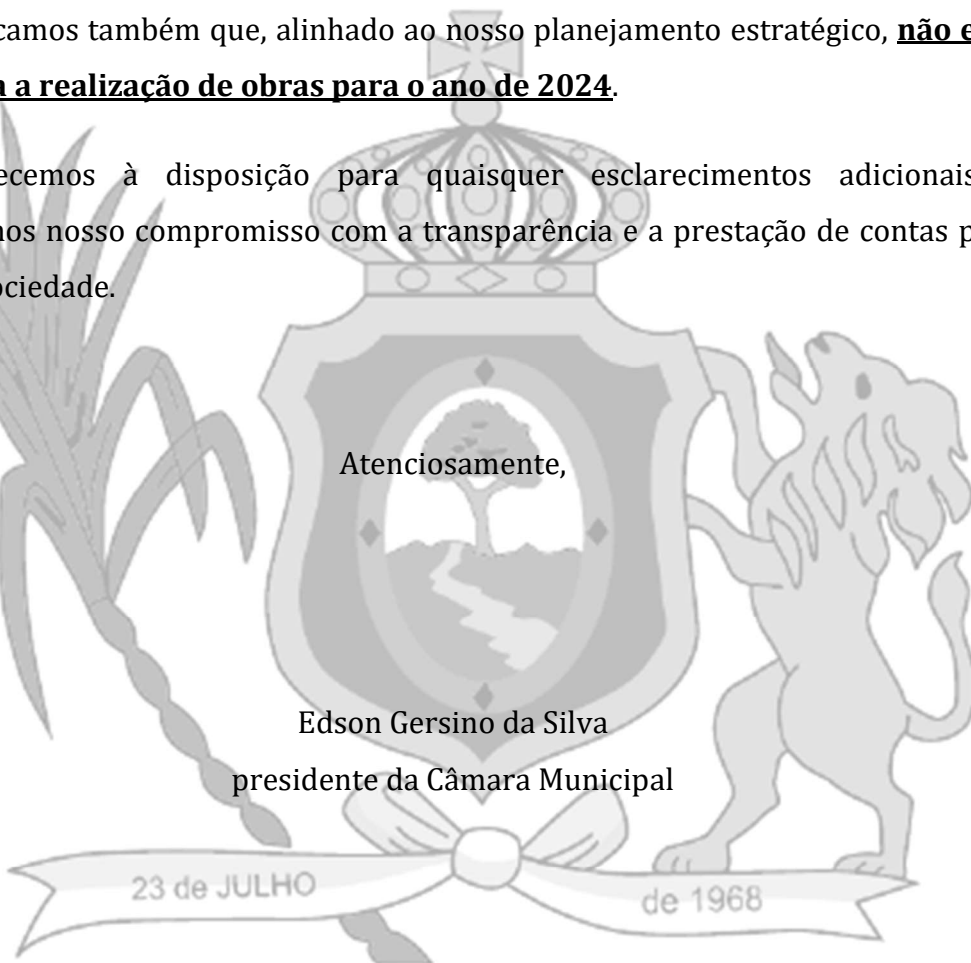 camos também que, alinhado ao nosso planejamento estratégico, não e
a a realização de obras para o ano de 2024.
ecemos à disposição para quaisquer esclarecimentos adicionais
nos nosso compromisso com a transparência e a prestação de contas p
ociedade.
Atenciosamente,
Edson Gersino da Silva
presidente da Câmara Municipal
23 de JULHO
de 1968